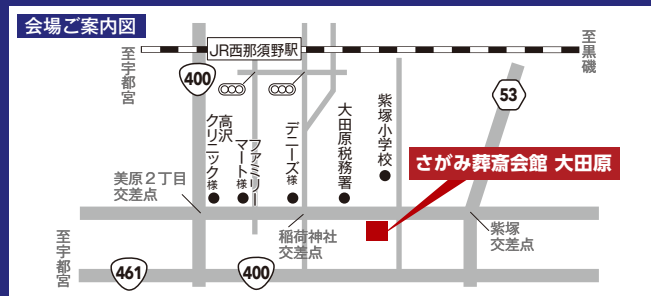 会場ご案内図
至宇都宮
JR西那須野駅
至黒磯
400
53
高沢
クリニック様
ファミリー
マート様
デニーズ様
大田原税務署
紫塚小学校
さがみ葬斎会館 大田原
美原2丁目
交差点
稲荷神社
交差点
紫塚
交差点
至宇都宮
461
400